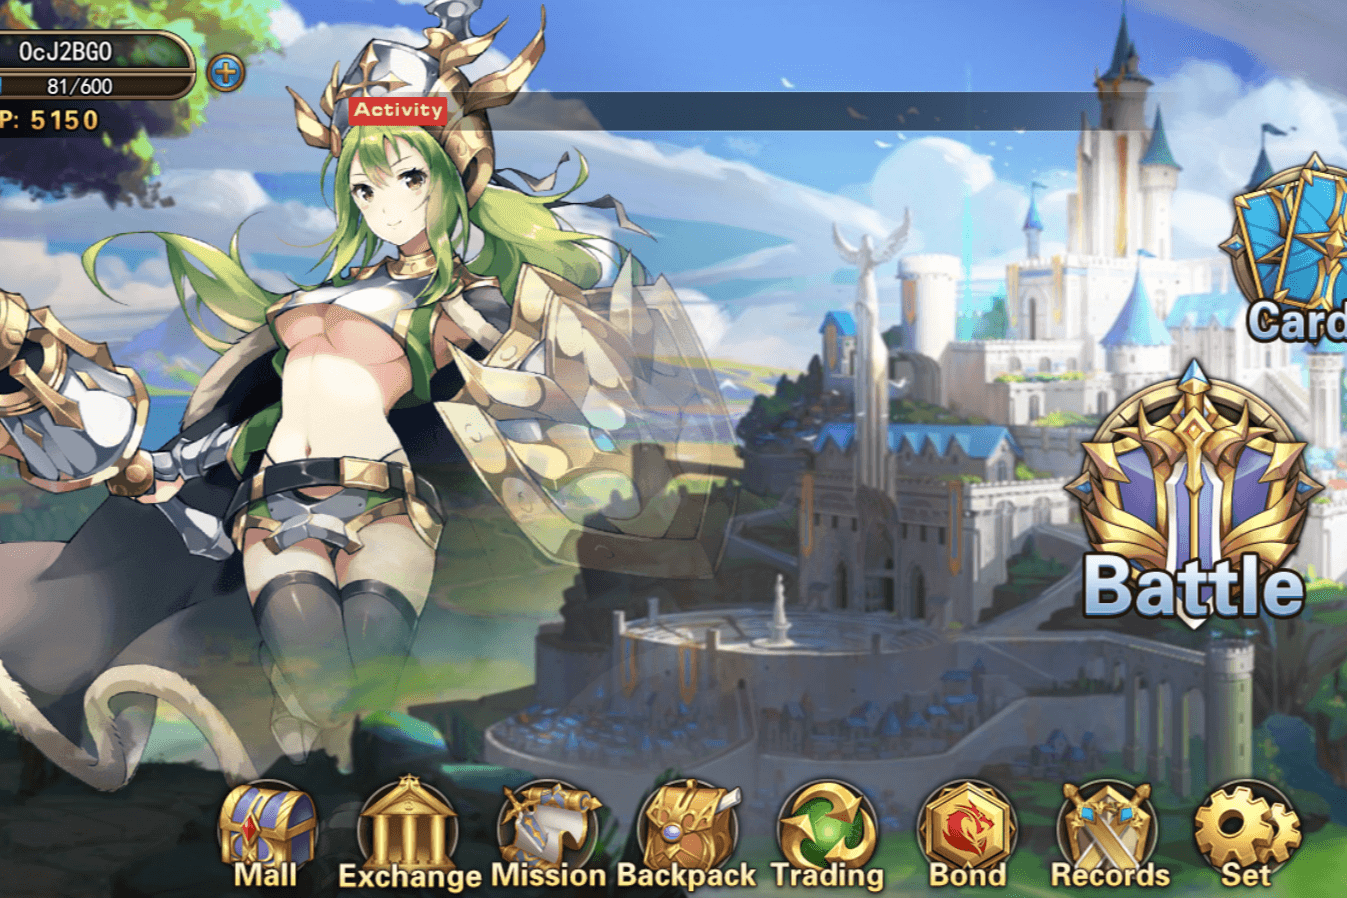 0cJ2BG0
81/600
P: 5150
Activity
Card
Battle
Mall
Exchange
Mission
Backpack
Trading
Bond
Records
Set